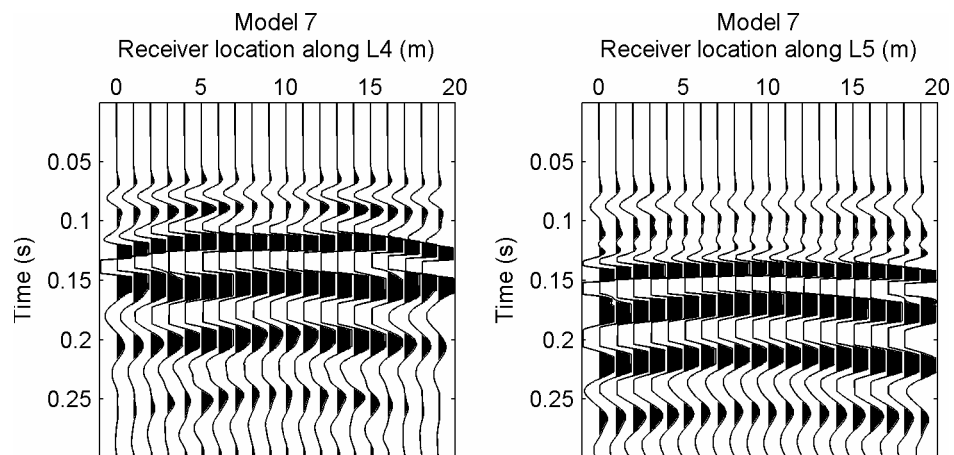 Model 7
Receiver location along L4 (m)
0 5 10 15 20
0.05
0.1
0.15
0.2
0.25
Time (s)
Model 7
Receiver location along L5 (m)
0 5 10 15 20
0.05
0.1
0.15
0.2
0.25
Time (s)